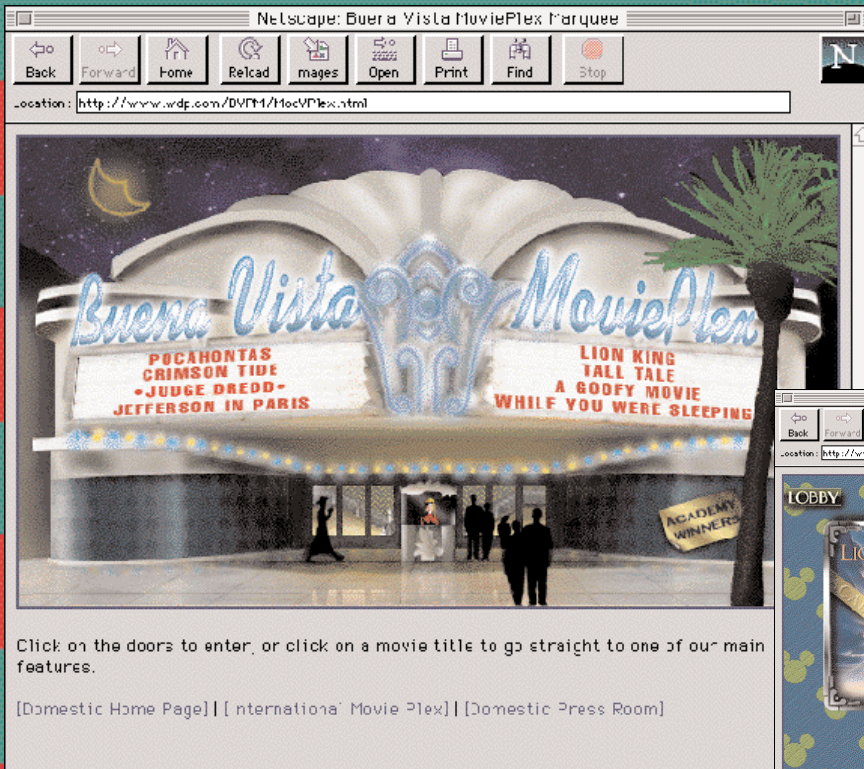 Netscape: Buena Vista MoviePlex Marquee
Back Forward Home Reload Images Open Print Find Stop
N
Location: http://www.wdp.com/BVPM/MooVPlex.html
Buena Vista MoviePlex
POCAHONTAS
CRIMSON TIDE
•JUDGE DREDD•
JEFFERSON IN PARIS
LION KING
TALL TALE
A GOOFY MOVIE
WHILE YOU WERE SLEEPING
ACADEMY
WINNERS
Click on the doors to enter, or click on a movie title to go straight to one of our main
features.
[Domestic Home Page] | [International Movie Plex] | [Domestic Press Room]
Back Forward
Location: http://w
LOBBY